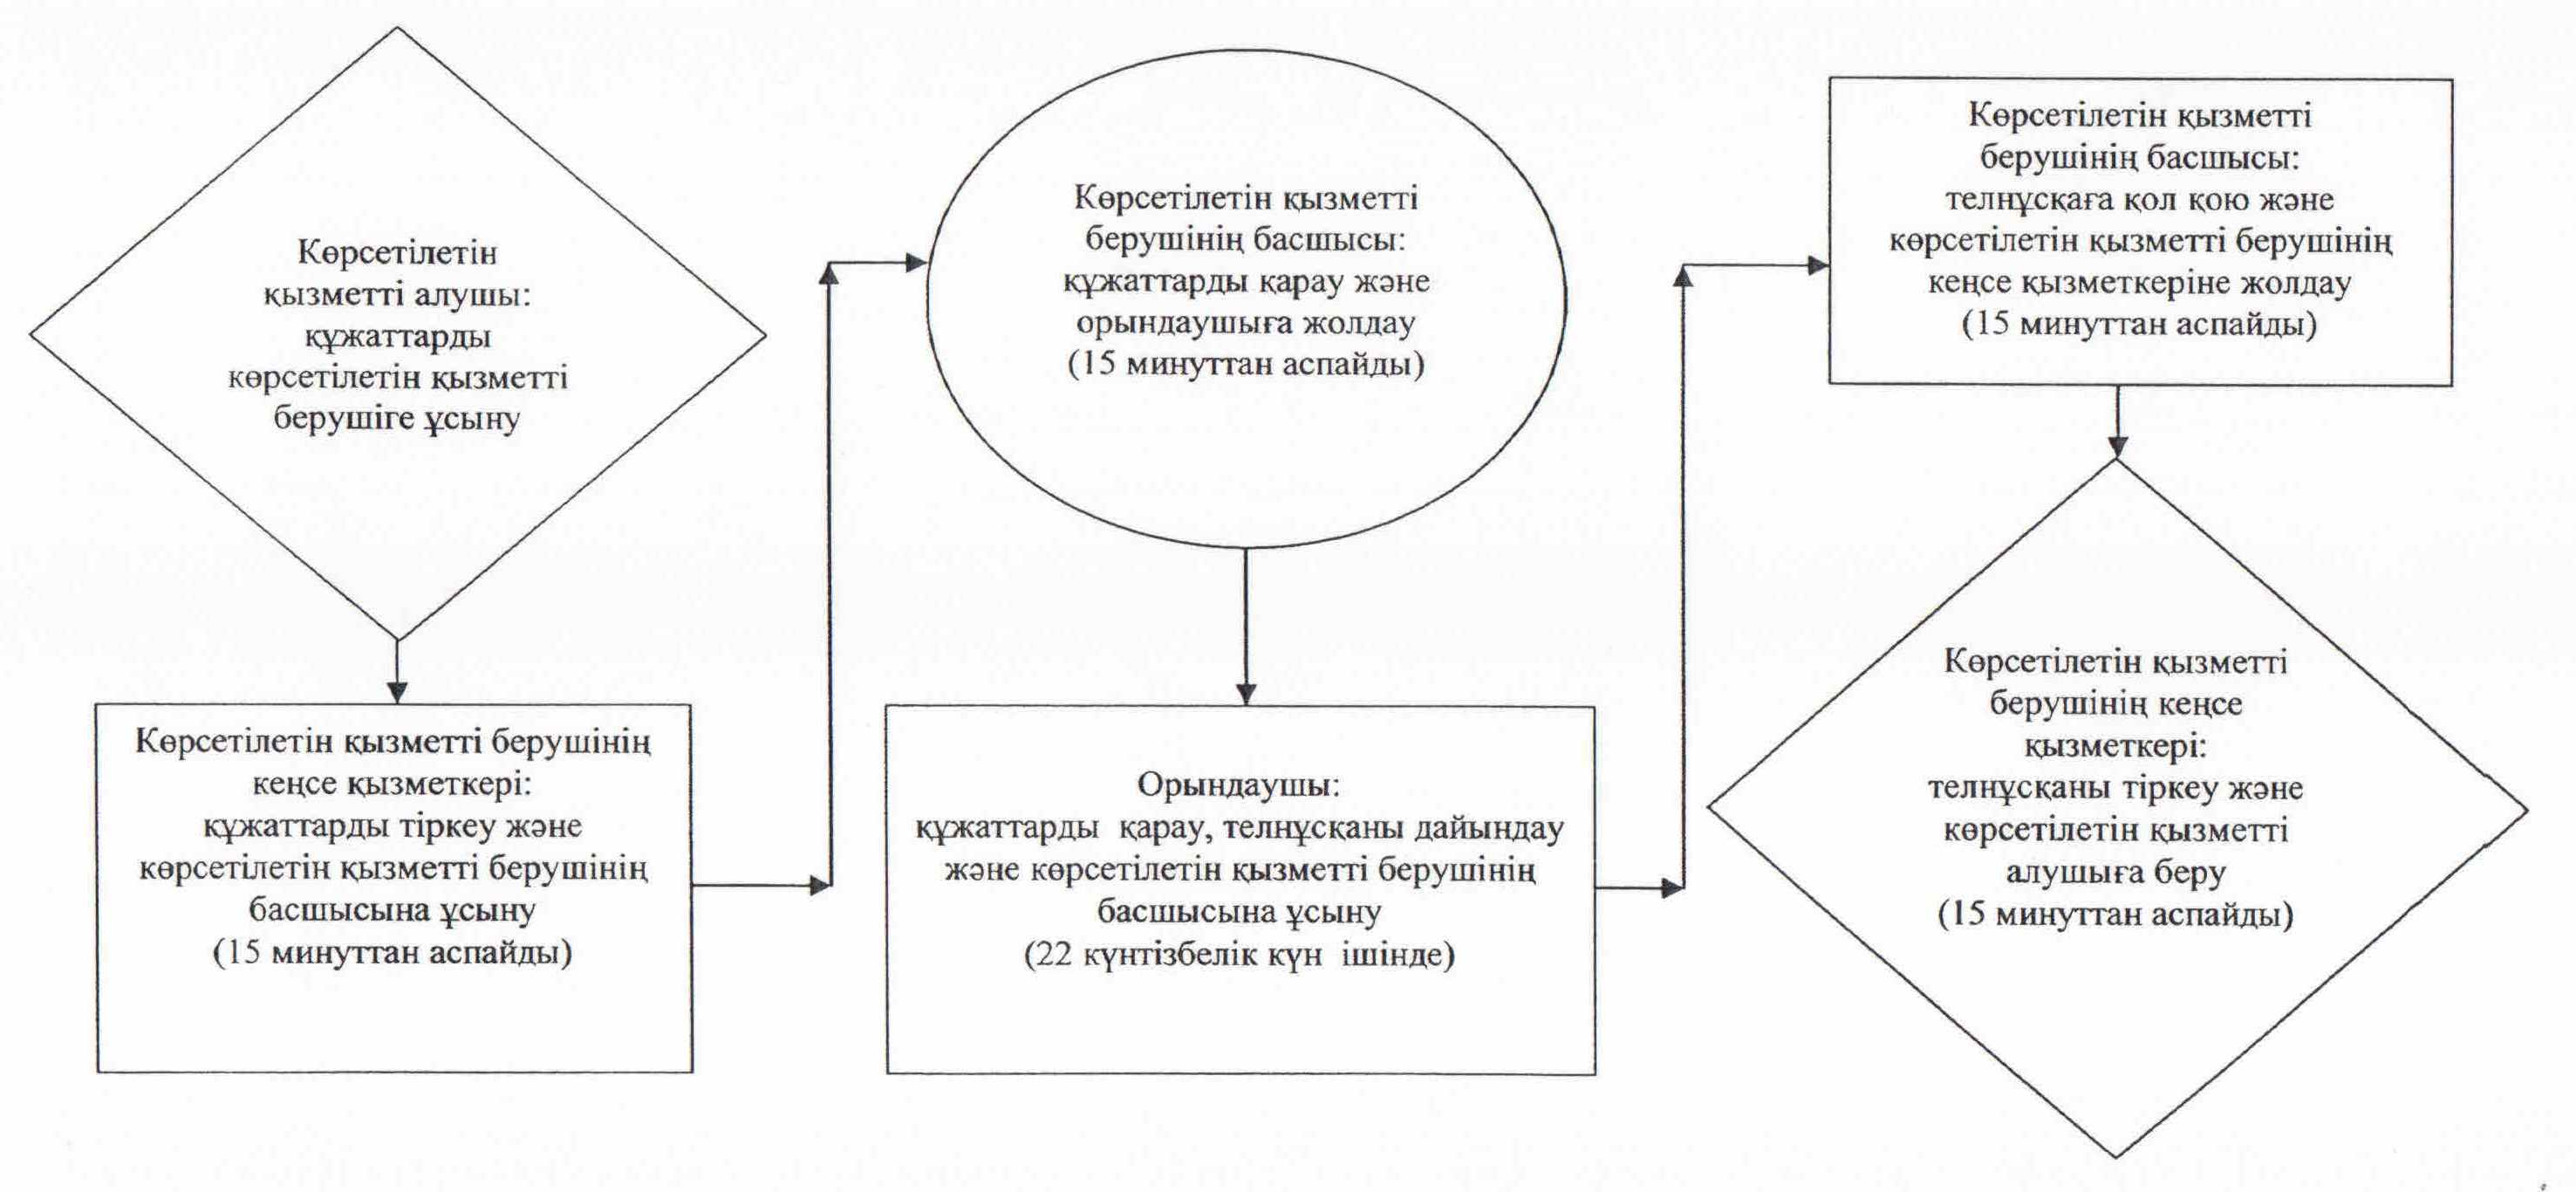 Көрсетілетін
қызметті алушы:
құжаттарды
көрсетілетін қызметті
берушіге ұсыну
Көрсетілетін қызметті берушінің
кеңсе қызметкері:
құжаттарды тіркеу және
көрсетілетін қызметті берушінің
басшысына ұсыну
(15 минуттан аспайды)
Көрсетілетін қызметті
берушінің басшысы:
құжаттарды қарау және
орындаушыға жолдау
(15 минуттан аспайды)
Орындаушы:
құжаттарды қарау, телнұсқаны дайындау
және көрсетілетін қызметті берушінің
басшысына ұсыну
(22 күнтізбелік күн ішінде)
Көрсетілетін қызметті
берушінің басшысы:
телнұсқаға қол қою және
көрсетілетін қызметті берушінің
кеңсе қызметкеріне жолдау
(15 минуттан аспайды)
Көрсетілетін қызметті
берушінің кеңсе
қызметкері:
телнұсқаны тіркеу және
көрсетілетін қызметті
алушыға беру
(15 минуттан аспайды)